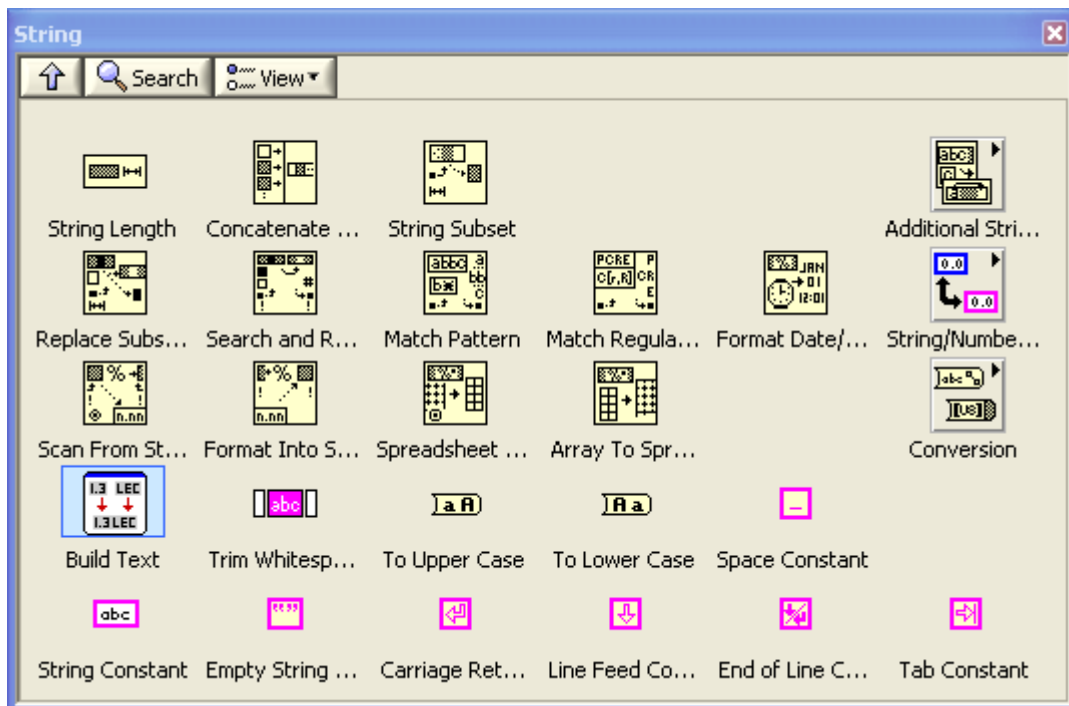 String
Search View
String Length Concatenate ... String Subset Additional Stri...
Replace Subs... Search and R... Match Pattern Match Regula... Format Date/... String/Numbe...
Scan From St... Format Into S... Spreadsheet ... Array To Spr... Conversion
Build Text Trim Whitesp... To Upper Case To Lower Case Space Constant
String Constant Empty String ... Carriage Ret... Line Feed Co... End of Line C... Tab Constant